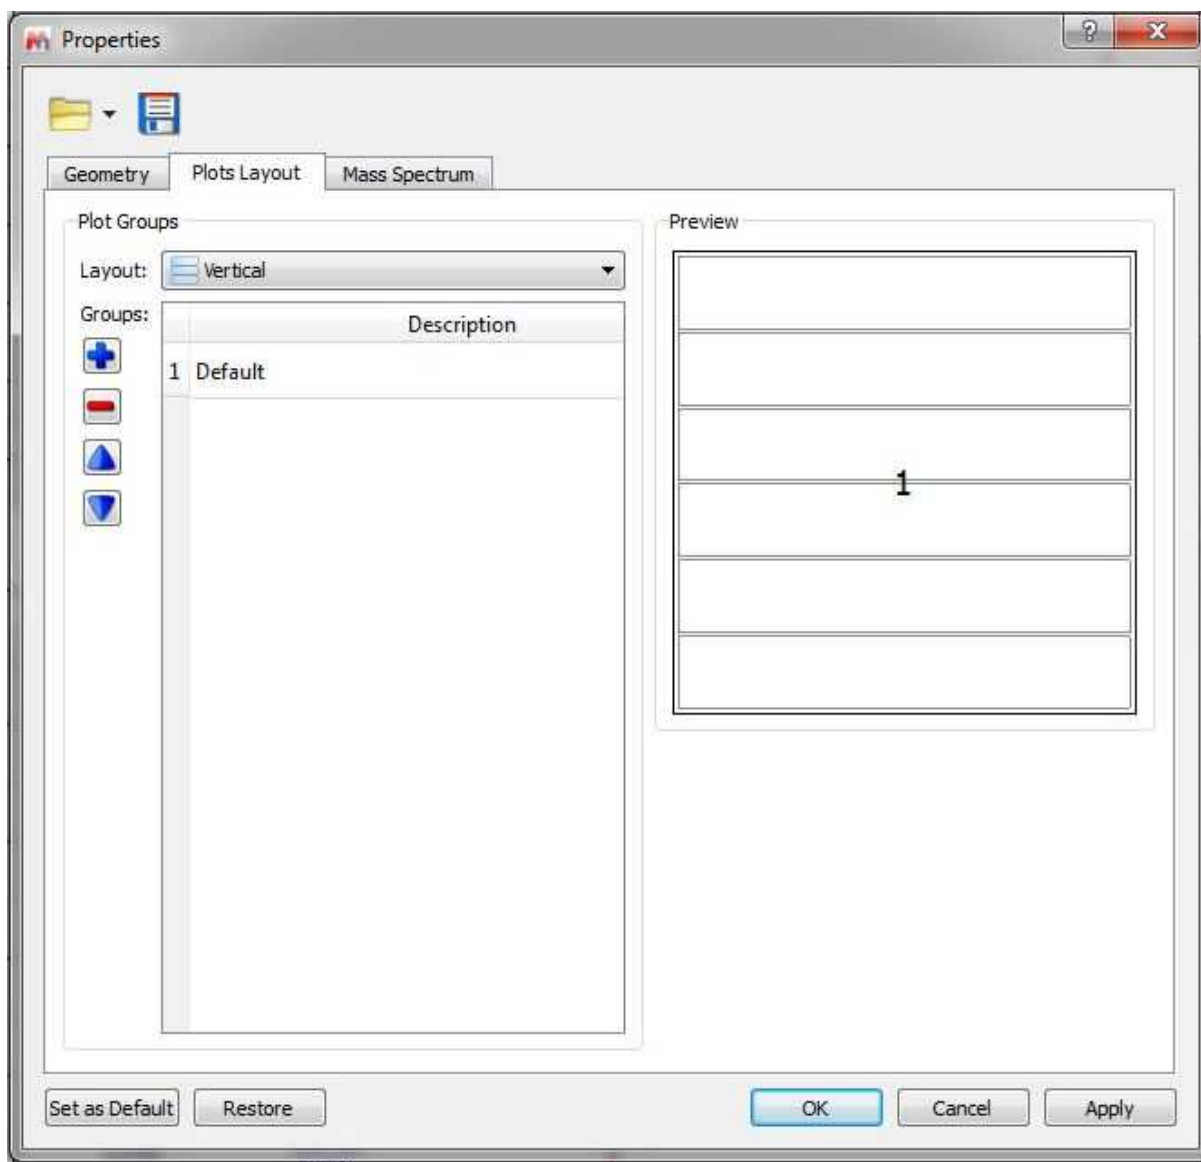 Properties
Geometry Plots Layout Mass Spectrum
Plot Groups
Preview
Layout: Vertical
Groups:
Description
1 Default
1
Set as Default Restore OK Cancel Apply